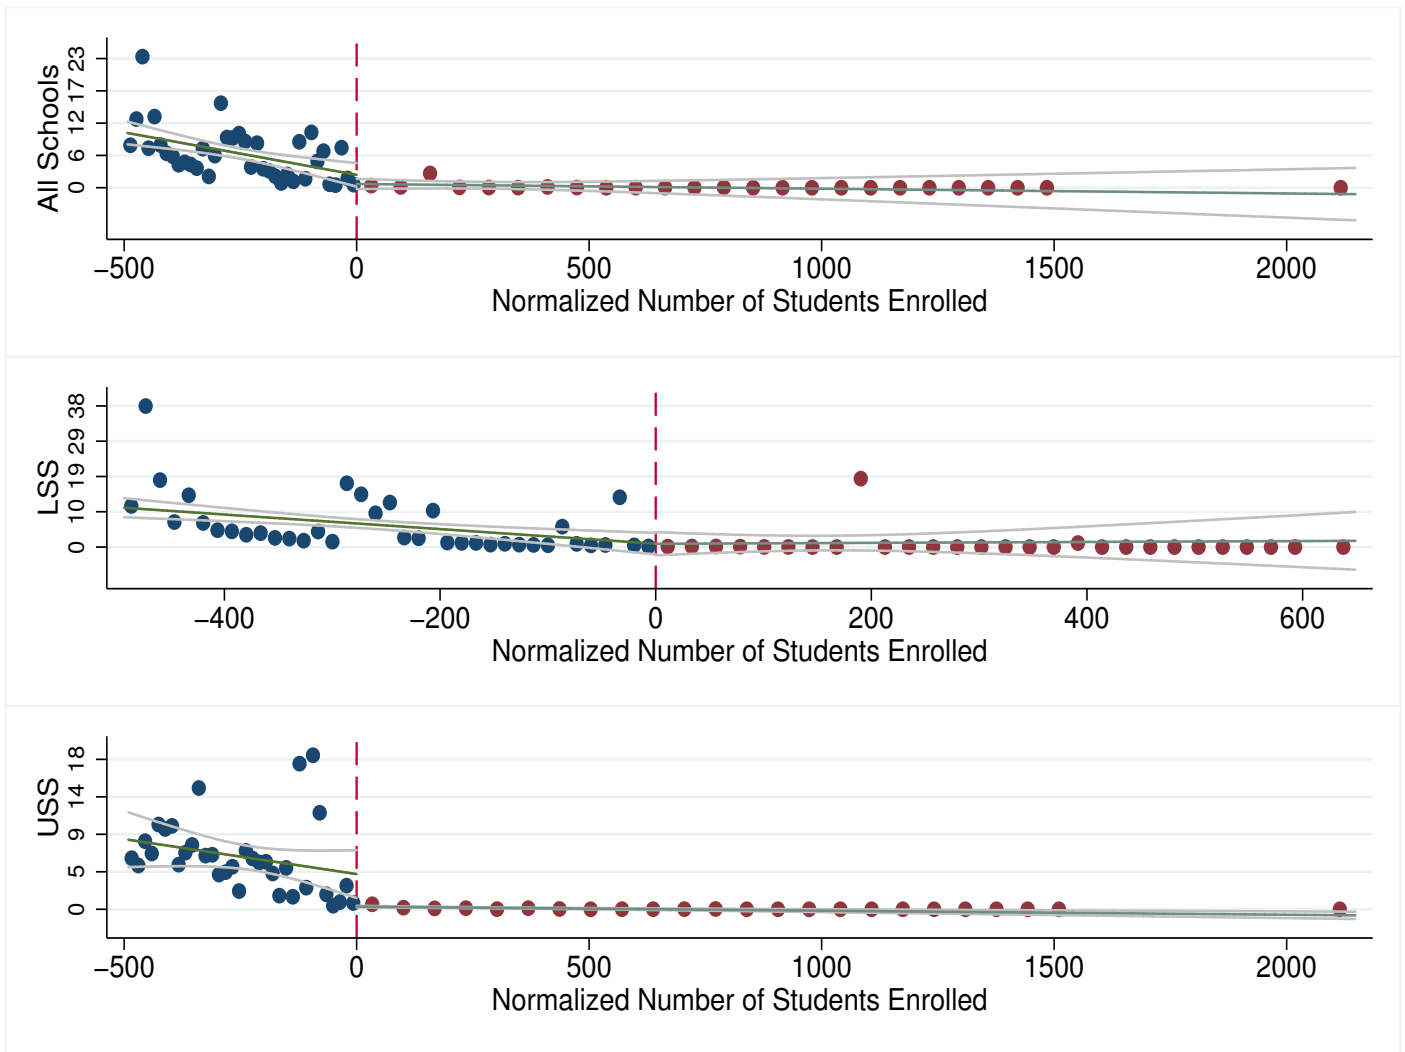 All Schools
23
17
12
6
0
−500 0 500 1000 1500 2000
Normalized Number of Students Enrolled
LSS
38
29
19
10
0
−400 −200 0 200 400 600
Normalized Number of Students Enrolled
USS
18
14
9
5
0
−500 0 500 1000 1500 2000
Normalized Number of Students Enrolled